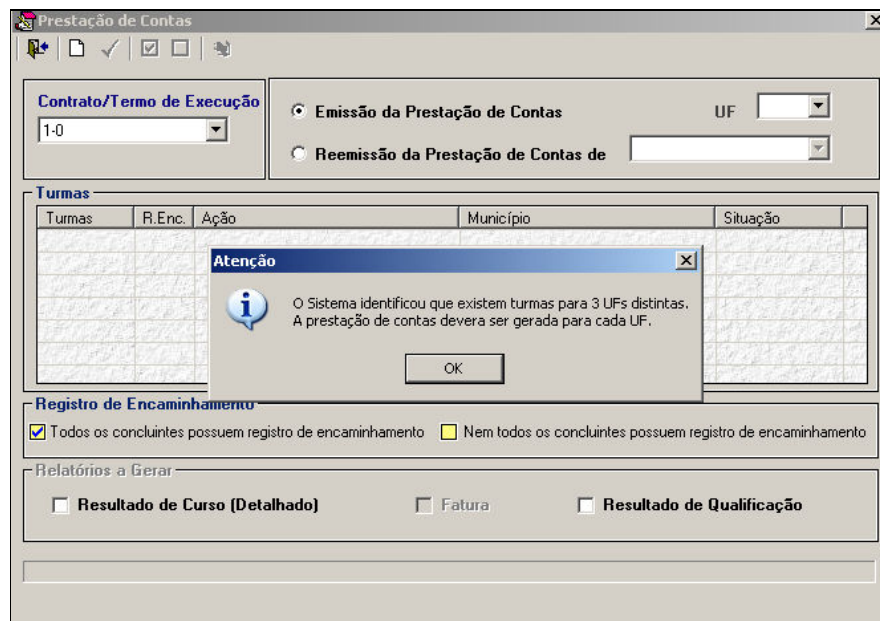 Prestação de Contas
Contrato/Termo de Execução
1-0
Emissão da Prestação de Contas
UF
Reemissão da Prestação de Contas de
Turmas
Turmas R.Enc. Ação Município Situação
Atenção
O Sistema identificou que existem turmas para 3 UFs distintas.
A prestação de contas devera ser gerada para cada UF.
OK
Registro de Encaminhamento
Todos os concluintes possuem registro de encaminhamento Nem todos os concluintes possuem registro de encaminhamento
Relatórios a Gerar
Resultado de Curso (Detalhado) Fatura Resultado de Qualificação